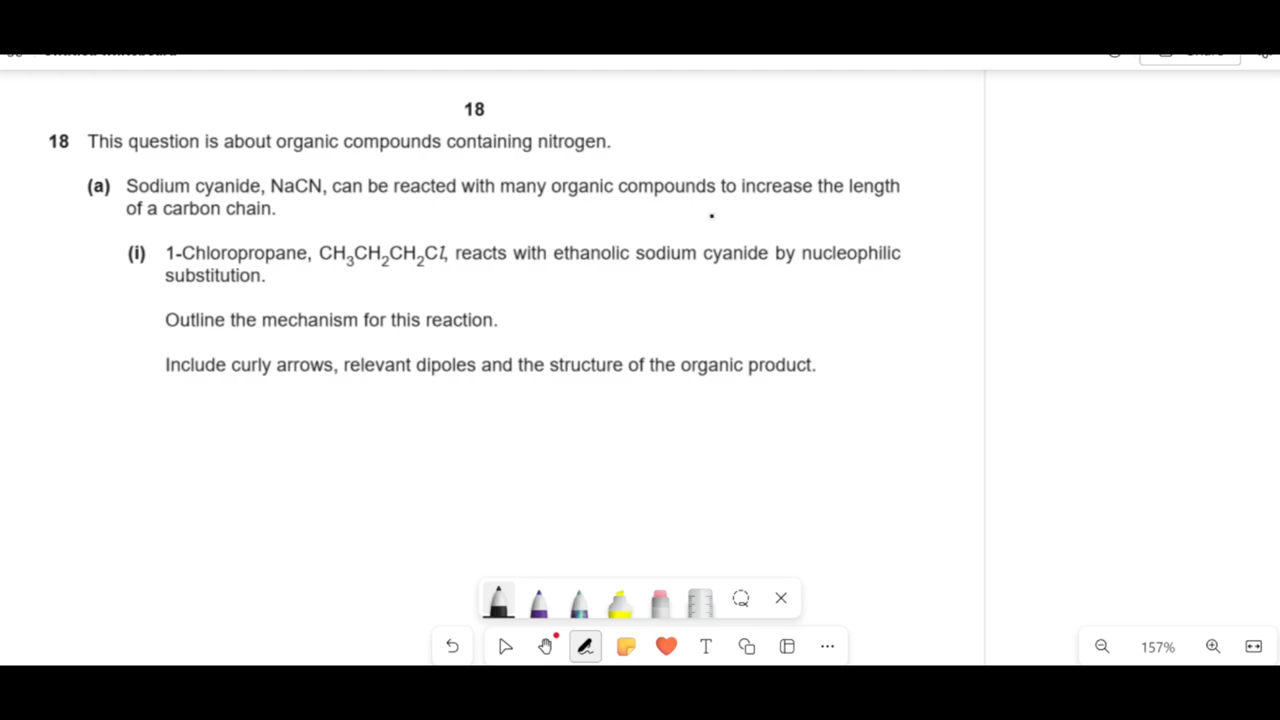 18
18 This question is about organic compounds containing nitrogen.
(a) Sodium cyanide, NaCN, can be reacted with many organic compounds to increase the length
of a carbon chain.
(i) 1-Chloropropane, CH₃CH₂CH₂Cl, reacts with ethanolic sodium cyanide by nucleophilic
substitution.
Outline the mechanism for this reaction.
Include curly arrows, relevant dipoles and the structure of the organic product.
T
157%